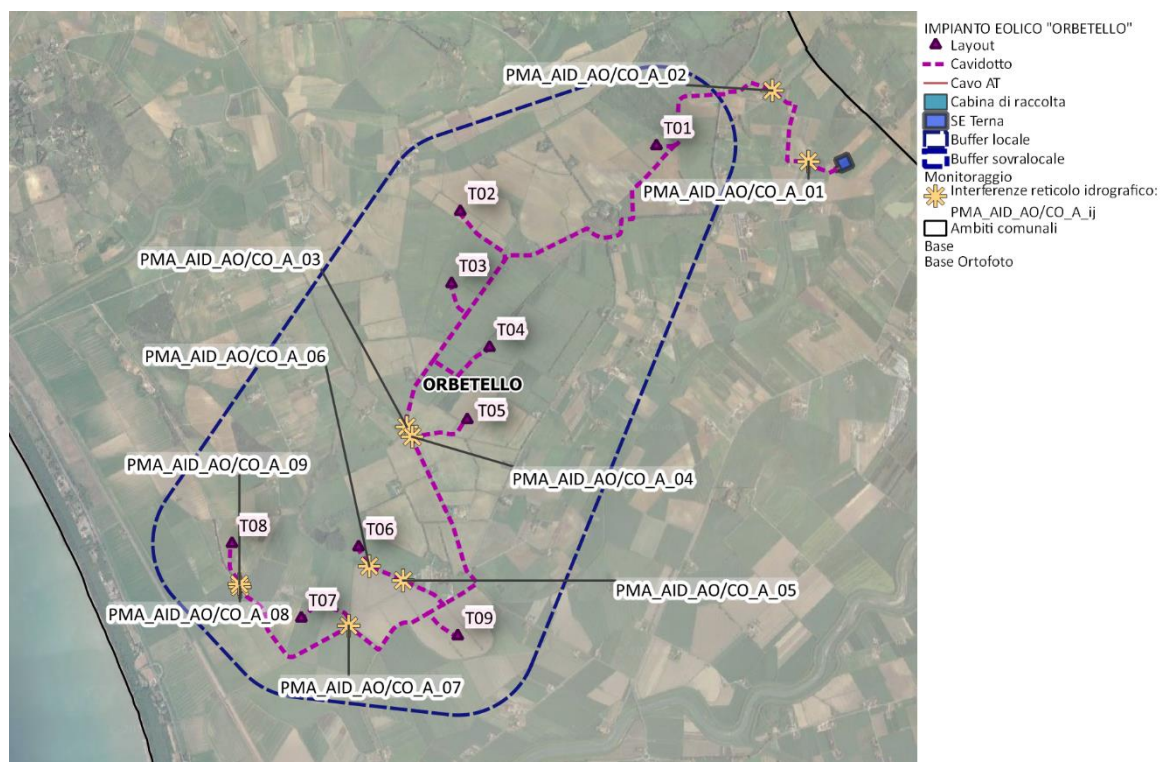 PMA_AID_AO/CO_A_02
T01
PMA_AID_AO/CO_A_01
T02
PMA_AID_AO/CO_A_03
T03
T04
PMA_AID_AO/CO_A_06
ORBETELLO
T05
PMA_AID_AO/CO_A_09
PMA_AID_AO/CO_A_04
T08
T06
PMA_AID_AO/CO_A_05
T07
PMA_AID_AO/CO_A_08
T09
PMA_AID_AO/CO_A_07
IMPIANTO EOLICO "ORBETELLO"
Layout
Cavidotto
Cavo AT
Cabina di raccolta
SE Terna
Buffer locale
Buffer sovralocale
Monitoraggio
Interferenze reticolo idrografico:
PMA_AID_AO/CO_A_ij
Ambiti comunali
Base
Base Ortofoto